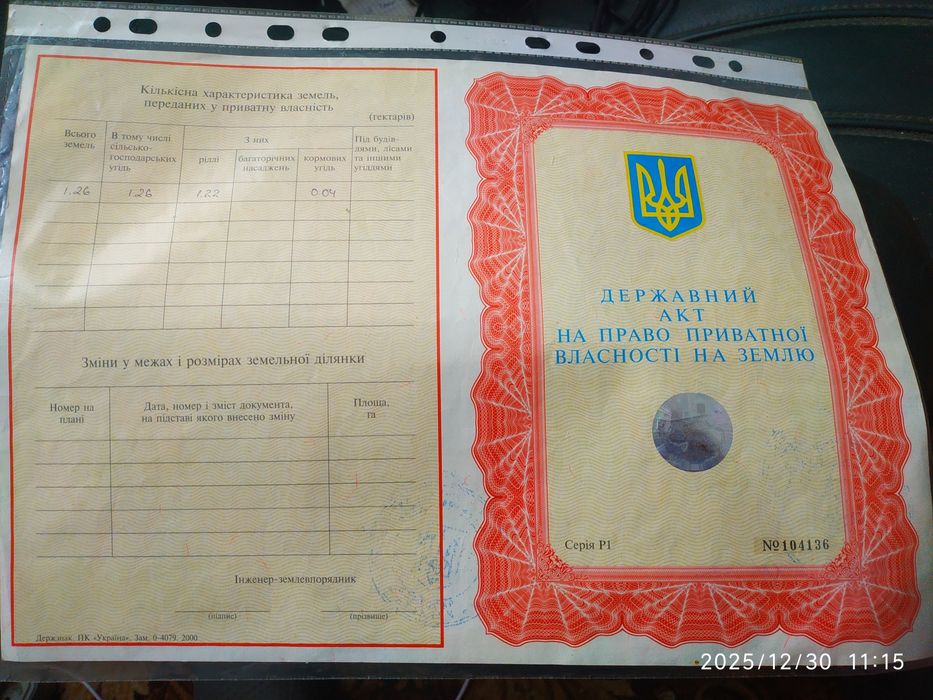 Кількісна характеристика земель,
переданих у приватну власність
(гектарів)
Всього земель
В тому числі сільсько-господарських угідь
З них
ріллі
багаторічних насаджень
кормових угідь
Під будів-лями, лісами та іншими угіддями
1.26 1.26 1.22 0.04
Зміни у межах і розмірах земельної ділянки
Номер на плані
Дата, номер і зміст документа, на підставі якого внесено зміну
Площа, га
Інженер-землевпорядник
(підпис) (прізвище)
Держзнак. ПК «Україна». Зам. 0-4079. 2000
ДЕРЖАВНИЙ
АКТ
НА ПРАВО ПРИВАТНОЇ
ВЛАСНОСТІ НА ЗЕМЛЮ
Серія Р1 №104136
2025/12/30 11:15